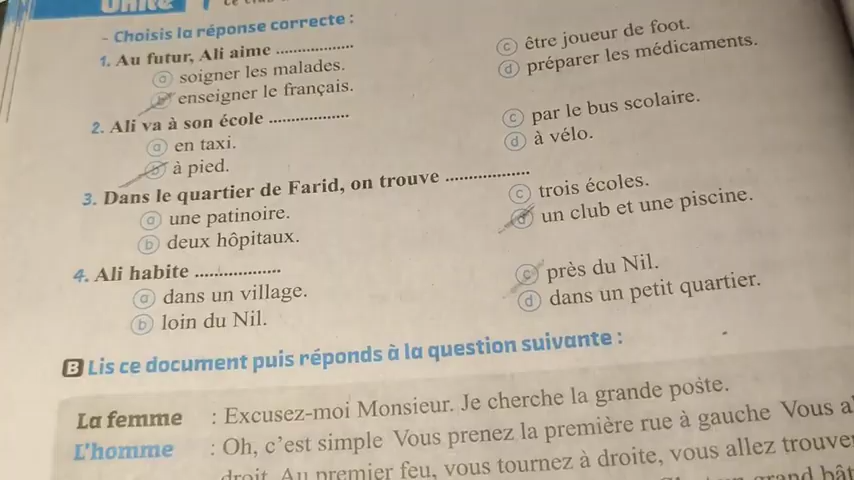 - Choisis la réponse correcte :
1. Au futur, Ali aime ..................
a soigner les malades.
b enseigner le français.
c être joueur de foot.
d préparer les médicaments.
2. Ali va à son école ..................
a en taxi.
b à pied.
c par le bus scolaire.
d à vélo.
3. Dans le quartier de Farid, on trouve ..................
a une patinoire.
b deux hôpitaux.
c trois écoles.
d un club et une piscine.
4. Ali habite ..................
a dans un village.
b loin du Nil.
c près du Nil.
d dans un petit quartier.
B Lis ce document puis réponds à la question suivante :
La femme : Excusez-moi Monsieur. Je cherche la grande poste.
L'homme : Oh, c'est simple Vous prenez la première rue à gauche Vous a
droit. Au premier feu, vous tournez à droite, vous allez trouve
grand bât